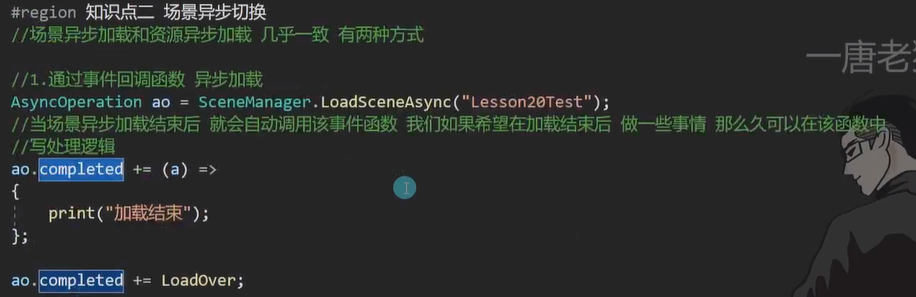 #region 知识点二 场景异步切换
//场景异步加载和资源异步加载 几乎一致 有两种方式
//1.通过事件回调函数 异步加载
AsyncOperation ao = SceneManager.LoadSceneAsync("Lesson20Test");
//当场景异步加载结束后 就会自动调用该事件函数 我们如果希望在加载结束后 做一些事情 那么久可以在该函数中
//写处理逻辑
ao.completed += (a) =>
{
print("加载结束");
};
ao.completed += LoadOver;
一唐老